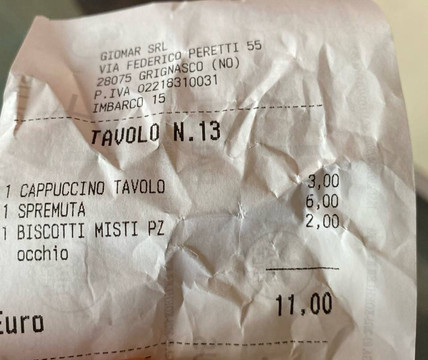 GIOMAR SRL
VIA FEDERICO PERETTI 55
28075 GRIGNASCO (NO)
P.IVA 02218310031
IMBARCO 15
TAVOLO N.13
1 CAPPUCCINO TAVOLO 3,00
1 SPREMUTA 6,00
1 BISCOTTI MISTI PZ 2,00
occhio
Euro 11,00